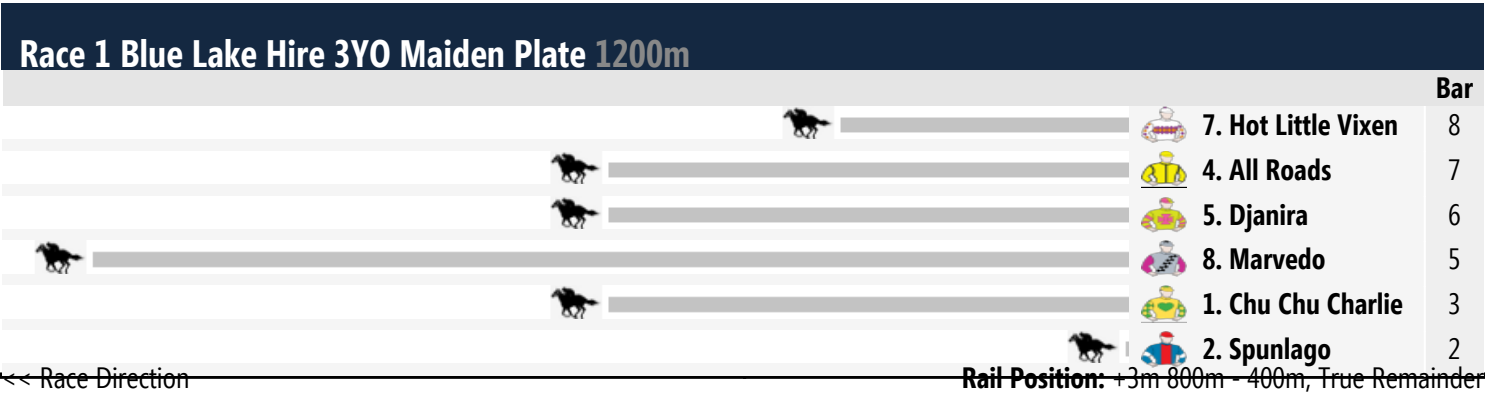 Race 1 Blue Lake Hire 3YO Maiden Plate 1200m
Bar
7. Hot Little Vixen 8
4. All Roads 7
5. Djanira 6
8. Marvedo 5
1. Chu Chu Charlie 3
2. Spunlago 2
<< Race Direction Rail Position: +3m 800m - 400m, True Remainder